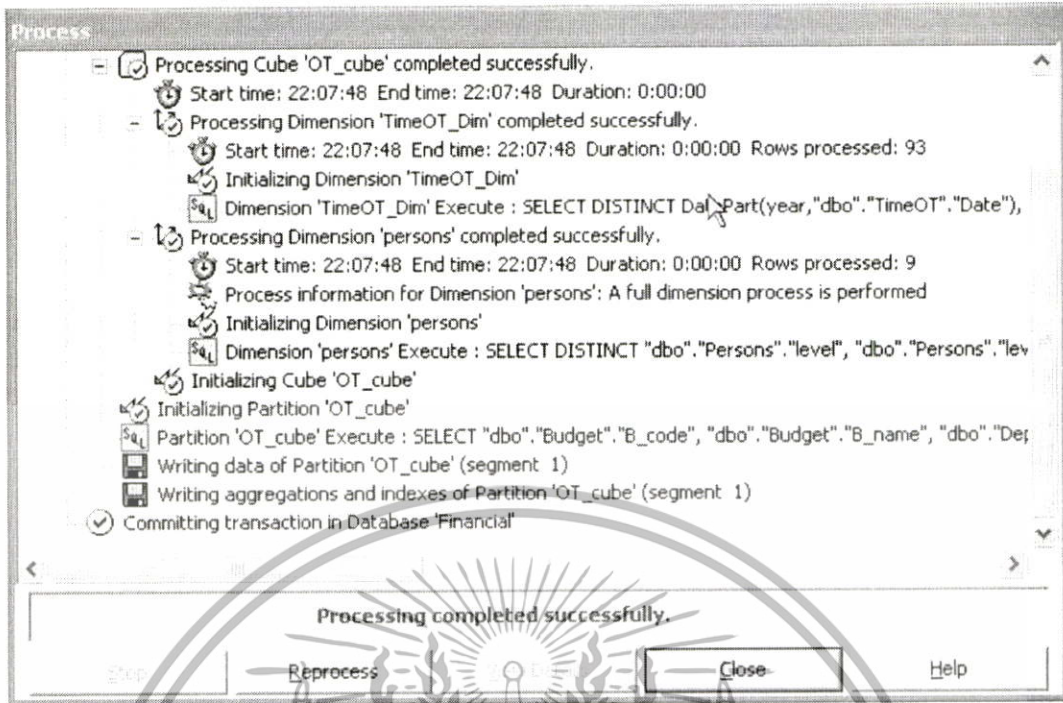 Process
Processing Cube 'OT_cube' completed successfully.
Start time: 22:07:48 End time: 22:07:48 Duration: 0:00:00
Processing Dimension 'TimeOT_Dim' completed successfully.
Start time: 22:07:48 End time: 22:07:48 Duration: 0:00:00 Rows processed: 93
Initializing Dimension 'TimeOT_Dim'
SQL Dimension 'TimeOT_Dim' Execute : SELECT DISTINCT DatePart(year,"dbo"."TimeOT"."Date"),
Processing Dimension 'persons' completed successfully.
Start time: 22:07:48 End time: 22:07:48 Duration: 0:00:00 Rows processed: 9
Process information for Dimension 'persons': A full dimension process is performed
Initializing Dimension 'persons'
SQL Dimension 'persons' Execute : SELECT DISTINCT "dbo"."Persons"."level", "dbo"."Persons"."lev
Initializing Cube 'OT_cube'
Initializing Partition 'OT_cube'
SQL Partition 'OT_cube' Execute : SELECT "dbo"."Budget"."B_code", "dbo"."Budget"."B_name", "dbo"."Dep
Writing data of Partition 'OT_cube' (segment 1)
Writing aggregations and indexes of Partition 'OT_cube' (segment 1)
Committing transaction in Database 'Financial'
Processing completed successfully.
Stop Reprocess Close Help